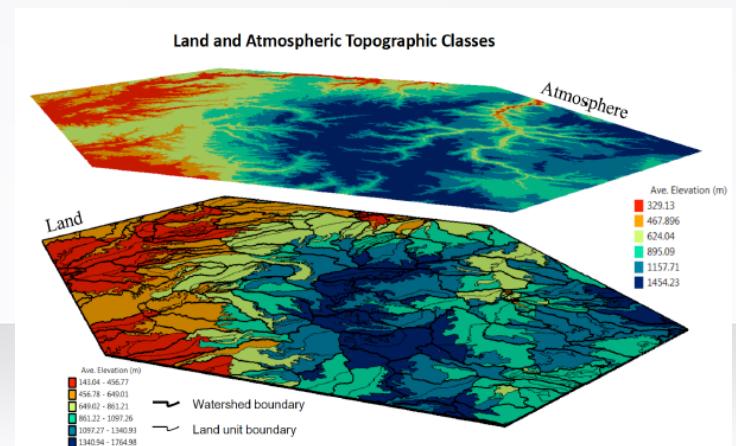 Land and Atmospheric Topographic Classes
Atmosphere
Ave. Elevation (m)
329.13
467.896
624.04
895.09
1157.71
1454.23
Land
Ave. Elevation (m)
141.04 - 456.77
456.78 - 649.01
649.02 - 861.21
861.22 - 1097.26
1097.27 - 1340.93
1340.94 - 1764.98
Watershed boundary
Land unit boundary